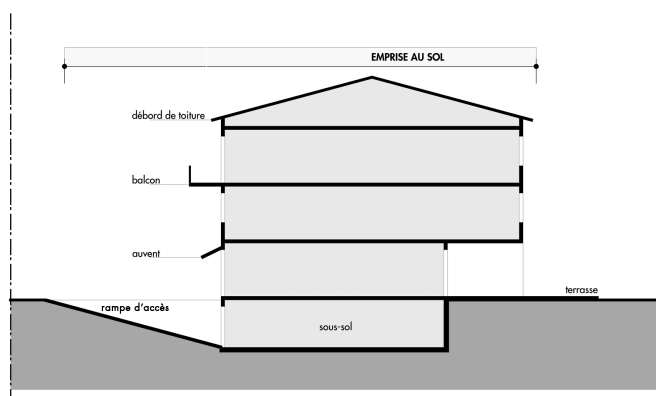 EMPRISE AU SOL
débord de toiture
balcon
auvent
terrasse
rampe d'accès
sous-sol